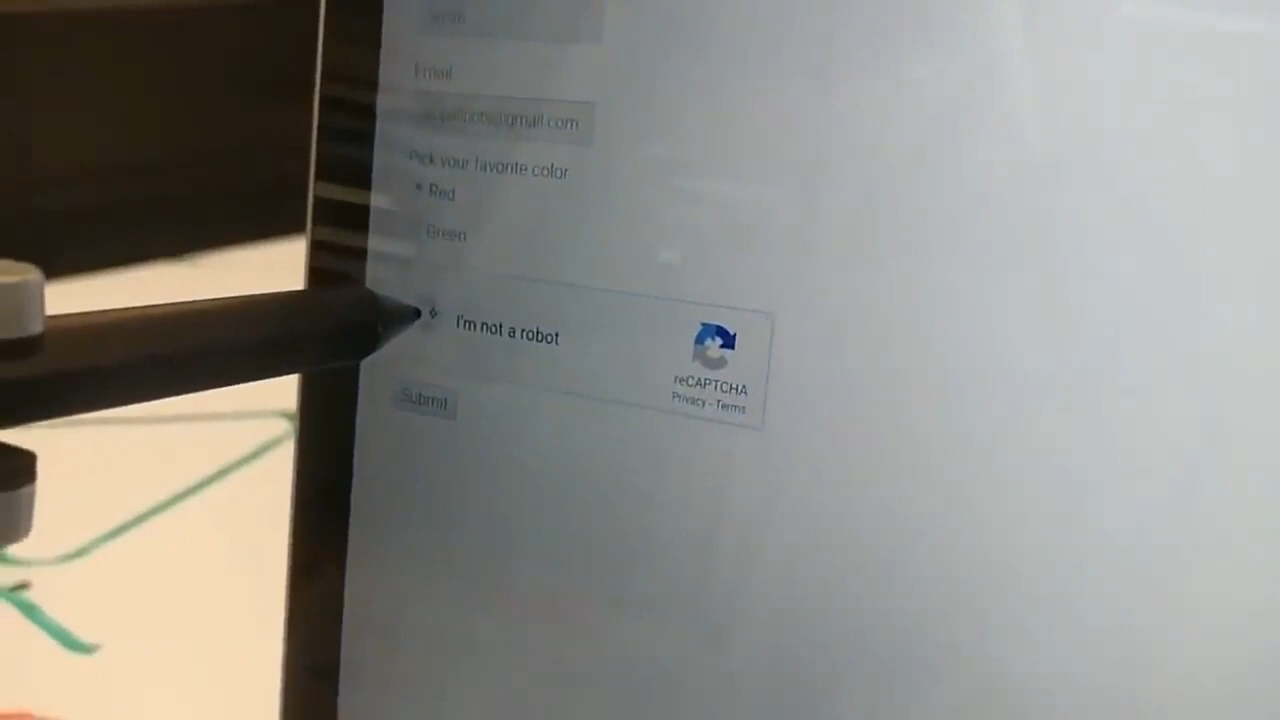 Email
Pick your favorite color
Red
Green
I'm not a robot
reCAPTCHA
Privacy - Terms
Submit